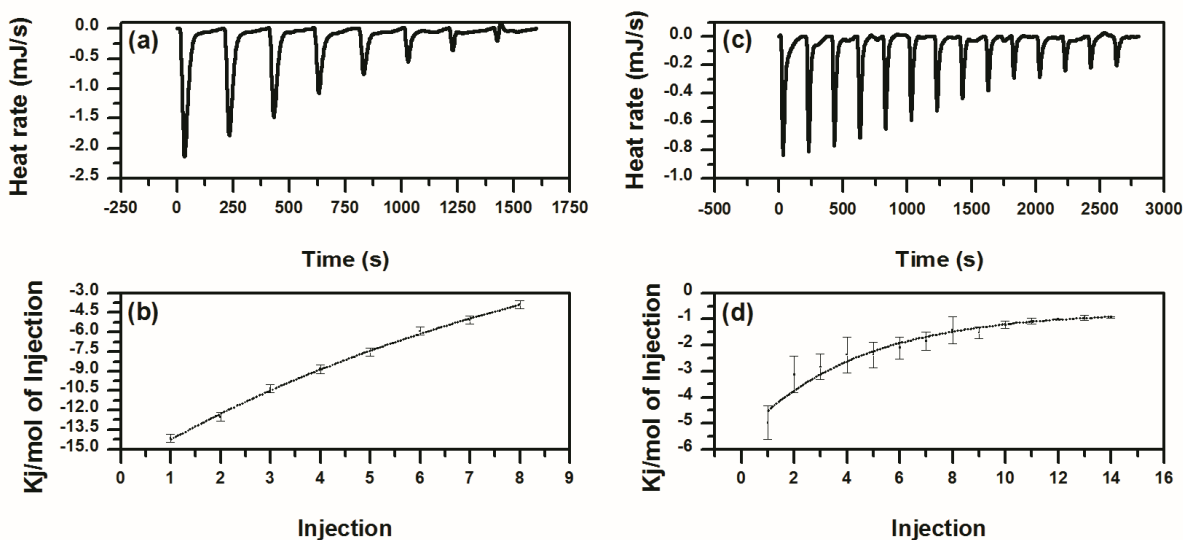 (a)
Heat rate (mJ/s)
0.0
-0.5
-1.0
-1.5
-2.0
-2.5
-250 0 250 500 750 1000 1250 1500 1750
Time (s)
(c)
Heat rate (mJ/s)
0.0
-0.2
-0.4
-0.6
-0.8
-1.0
-500 0 500 1000 1500 2000 2500 3000
Time (s)
(b)
Kj/mol of Injection
-3.0
-4.5
-6.0
-7.5
-9.0
-10.5
-12.0
-13.5
-15.0
0 1 2 3 4 5 6 7 8 9
Injection
(d)
Kj/mol of Injection
0
-1
-2
-3
-4
-5
-6
0 2 4 6 8 10 12 14 16
Injection